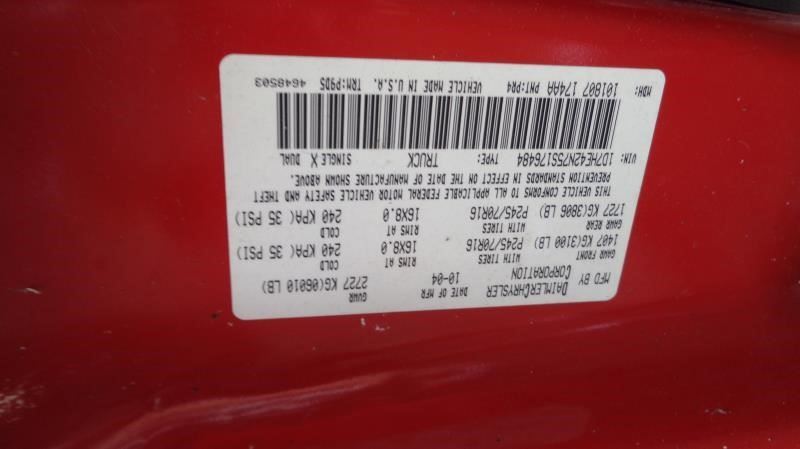 MFD BY DAIMLERCHRYSLER DATE OF MFR GVWR
CORPORATION 10-04 2727 KG(06010 LB)
GAWR FRONT WITH TIRES RIMS AT COLD
1407 KG(3100 LB) P245/70R16 16X8.0 240 KPA(35 PSI)
GAWR REAR WITH TIRES RIMS AT COLD
1727 KG(3806 LB) P245/70R16 16X8.0 240 KPA(35 PSI)
THIS VEHICLE CONFORMS TO ALL APPLICABLE FEDERAL MOTOR VEHICLE SAFETY AND THEFT
PREVENTION STANDARDS IN EFFECT ON THE DATE OF MANUFACTURE SHOWN ABOVE.
VIN: 1D7HE42N75S176484 TYPE: TRUCK SINGLE X DUAL
MDH: 101807 174AA PNT:PR4 VEHICLE MADE IN U.S.A. TRM:P9D5 4648503